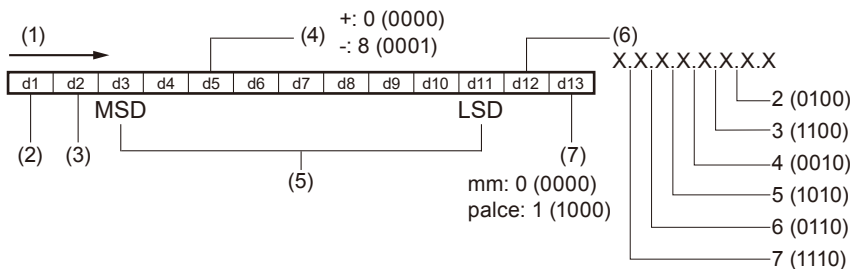 (1)
(4)
+: 0 (0000)
-: 8 (0001)
(6)
X.X.X.X.X.X.X.X
d1 d2 d3 d4 d5 d6 d7 d8 d9 d10 d11 d12 d13
MSD
LSD
(2)
(3)
(5)
(7)
mm: 0 (0000)
palce: 1 (1000)
2 (0100)
3 (1100)
4 (0010)
5 (1010)
6 (0110)
7 (1110)